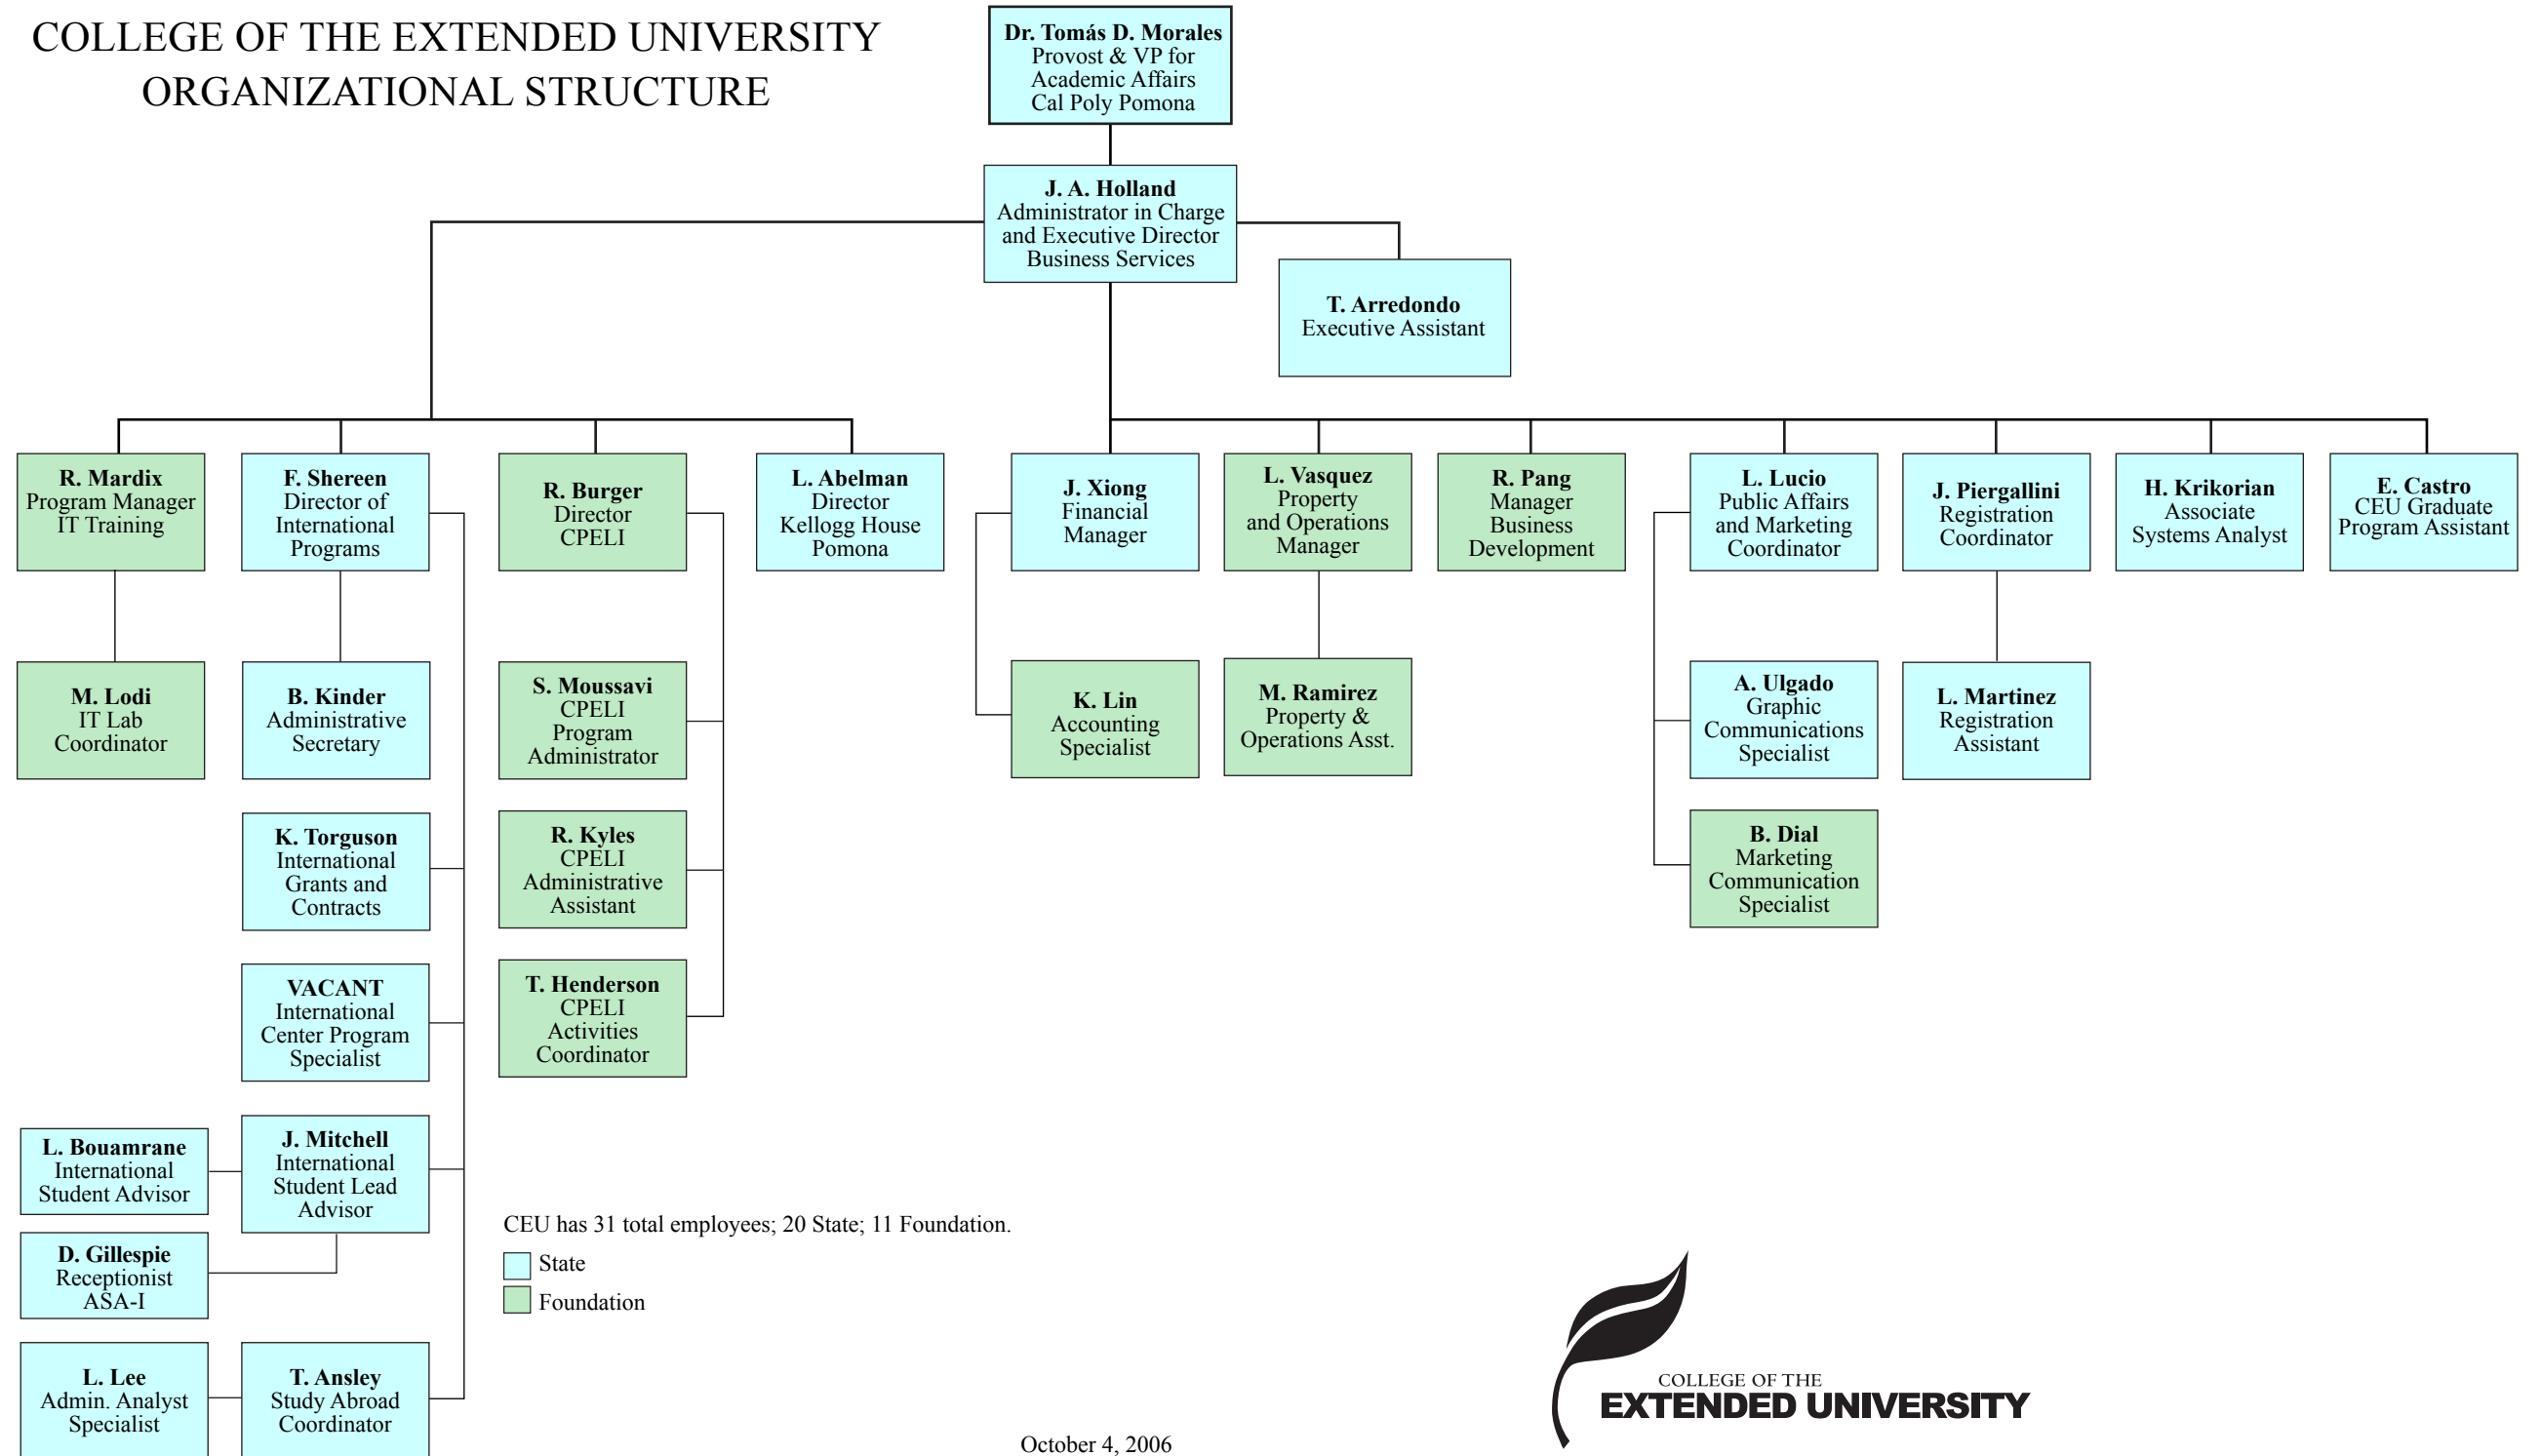 COLLEGE OF THE EXTENDED UNIVERSITY
ORGANIZATIONAL STRUCTURE
Dr. Tomás D. Morales
Provost & VP for
Academic Affairs
Cal Poly Pomona
J. A. Holland
Administrator in Charge
and Executive Director
Business Services
T. Arredondo
Executive Assistant
R. Mardix
Program Manager
IT Training
F. Shereen
Director of
International
Programs
R. Burger
Director
CPELI
L. Abelman
Director
Kellogg House
Pomona
J. Xiong
Financial
Manager
L. Vasquez
Property
and Operations
Manager
R. Pang
Manager
Business
Development
L. Lucio
Public Affairs
and Marketing
Coordinator
J. Piergallini
Registration
Coordinator
H. Krikorian
Associate
Systems Analyst
E. Castro
CEU Graduate
Program Assistant
M. Lodi
IT Lab
Coordinator
B. Kinder
Administrative
Secretary
S. Moussavi
CPELI
Program
Administrator
K. Lin
Accounting
Specialist
M. Ramirez
Property &
Operations Asst.
A. Ulgado
Graphic
Communications
Specialist
L. Martinez
Registration
Assistant
K. Torguson
International
Grants and
Contracts
R. Kyles
CPELI
Administrative
Assistant
B. Dial
Marketing
Communication
Specialist
VACANT
International
Center Program
Specialist
T. Henderson
CPELI
Activities
Coordinator
L. Bouamrane
International
Student Advisor
J. Mitchell
International
Student Lead
Advisor
D. Gillespie
Receptionist
ASA-I
L. Lee
Admin. Analyst
Specialist
T. Ansley
Study Abroad
Coordinator
CEU has 31 total employees; 20 State; 11 Foundation.
State
Foundation
COLLEGE OF THE
EXTENDED UNIVERSITY
October 4, 2006